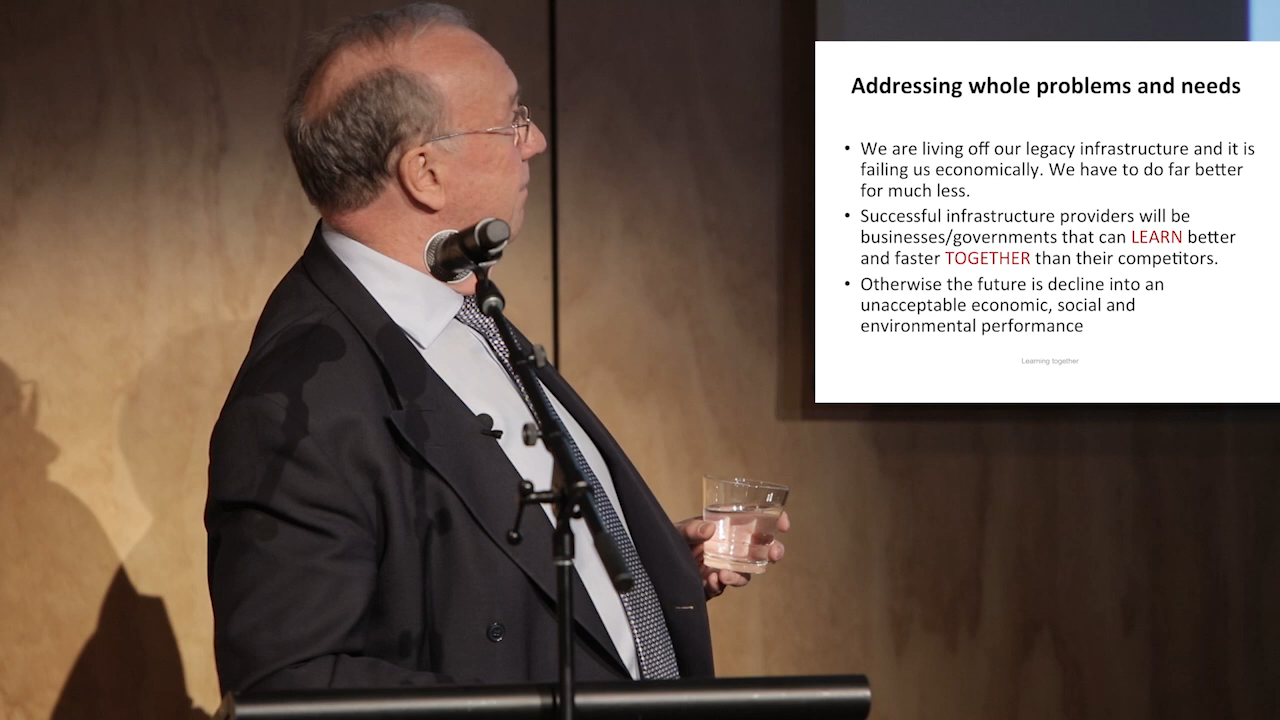 Addressing whole problems and needs
• We are living off our legacy infrastructure and it is
failing us economically. We have to do far better
for much less.
• Successful infrastructure providers will be
businesses/governments that can LEARN better
and faster TOGETHER than their competitors.
• Otherwise the future is decline into an
unacceptable economic, social and
environmental performance
Learning together